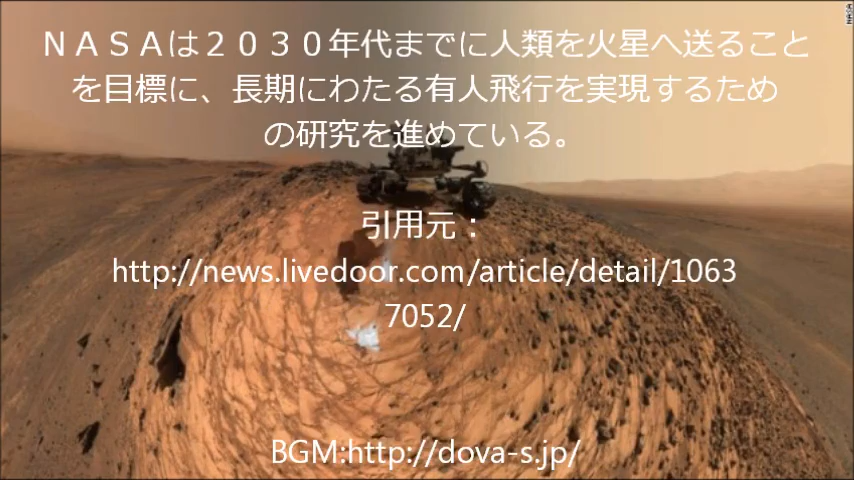 ＮＡＳＡは２０３０年代までに人類を火星へ送ること
を目標に、長期にわたる有人飛行を実現するため
の研究を進めている。
引用元：
http://news.livedoor.com/article/detail/1063
7052/
BGM:http://dova-s.jp/
NASA